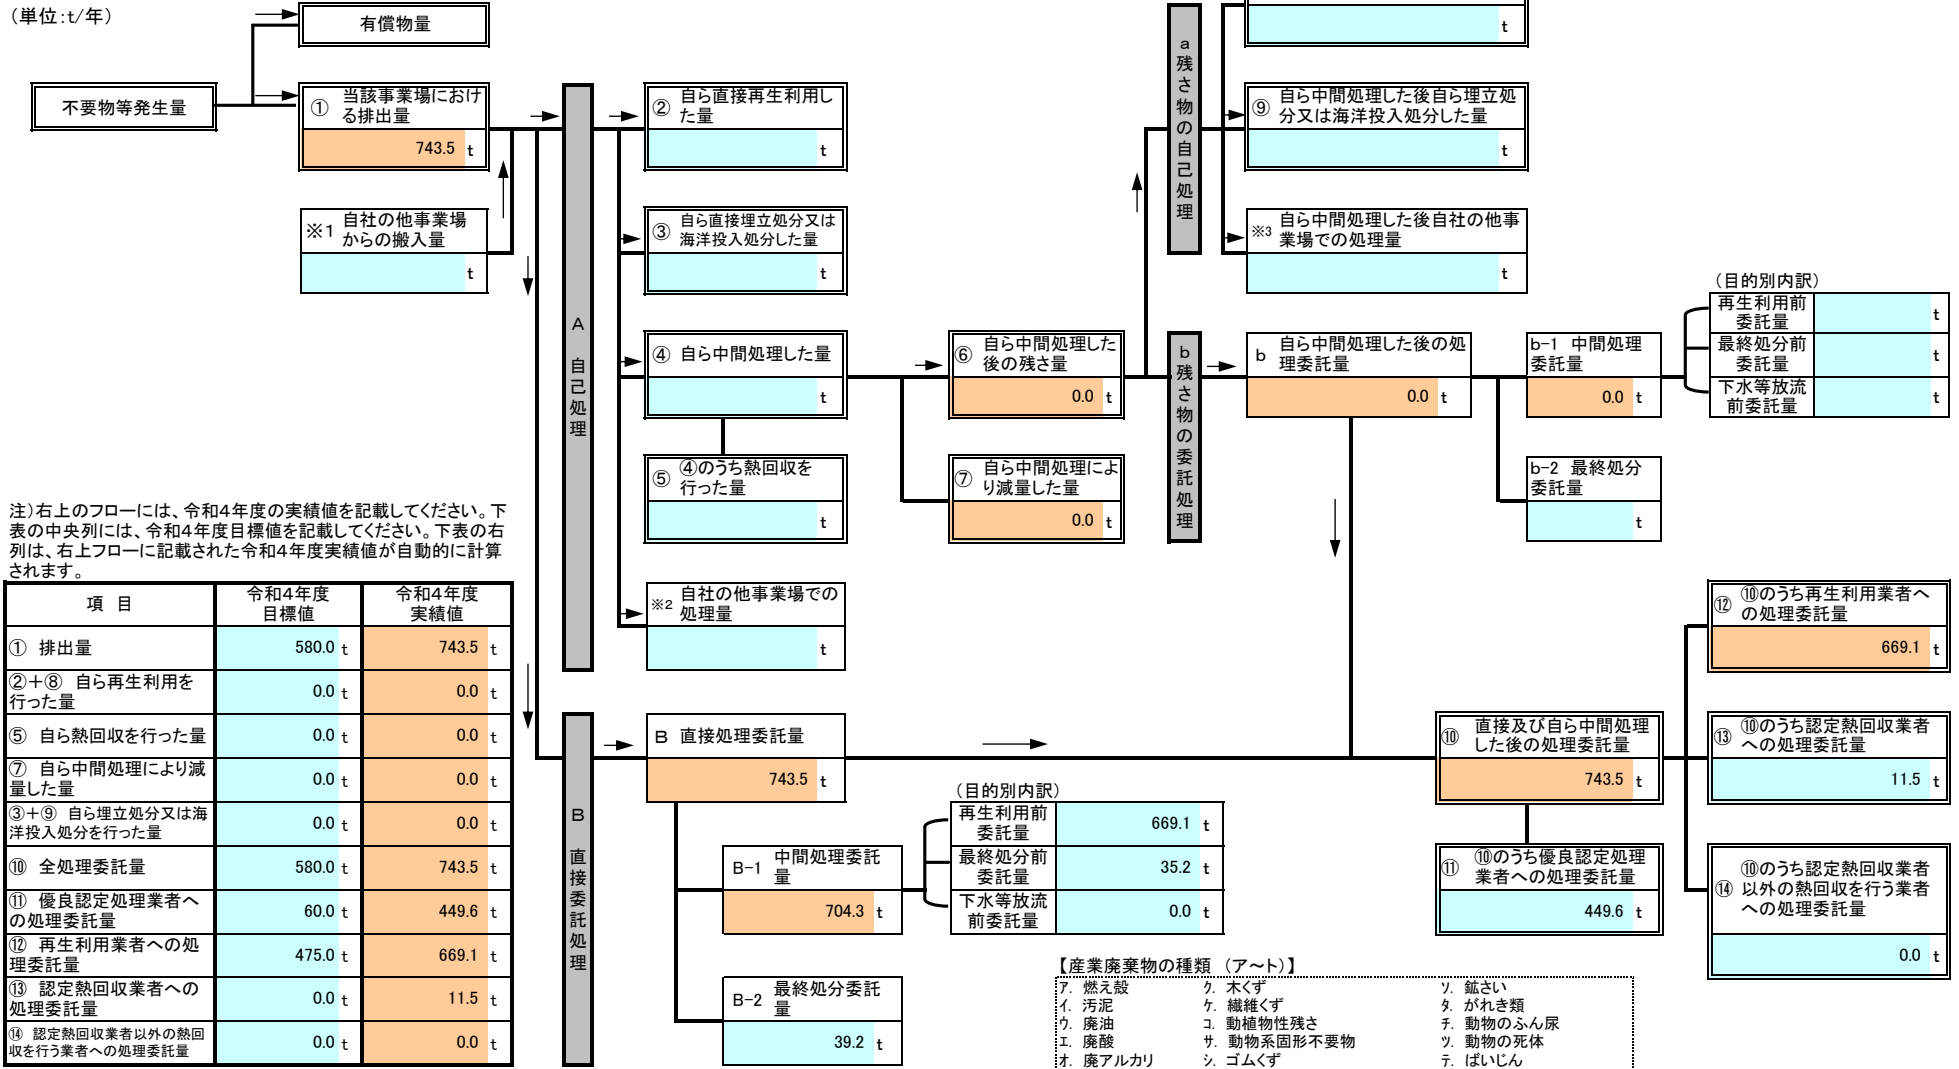 (単位:t/年)
有償物量
不要物等発生量
① 当該事業場におけ
る排出量
743.5 t
※1 自社の他事業場
からの搬入量
t
A 自己処理
② 自ら直接再生利用し
た量
t
③ 自ら直接埋立処分又は
海洋投入処分した量
t
④ 自ら中間処理した量
t
⑤ ④のうち熱回収を
行った量
t
※2 自社の他事業場での
処理量
t
⑥ 自ら中間処理した
後の残さ量
0.0 t
⑦ 自ら中間処理によ
り減量した量
0.0 t
a 残さ物の自己処理
t
⑨ 自ら中間処理した後自ら埋立処
分又は海洋投入処分した量
t
※3 自ら中間処理した後自社の他事
業場での処理量
t
b 残さ物の委託処理
b 自ら中間処理した後の処
理委託量
0.0 t
b-1 中間処理
委託量
0.0 t
b-2 最終処分
委託量
t
(目的別内訳)
再生利用前
委託量
t
最終処分前
委託量
t
下水等放流
前委託量
t
注)右上のフローには、令和4年度の実績値を記載してください。下
表の中央列には、令和4年度目標値を記載してください。下表の右
列は、右上フローに記載された令和4年度実績値が自動的に計算
されます。
項 目 令和4年度
目標値 令和4年度
実績値
① 排出量 580.0 t 743.5 t
②+⑧ 自ら再生利用を
行った量 0.0 t 0.0 t
⑤ 自ら熱回収を行った量 0.0 t 0.0 t
⑦ 自ら中間処理により減
量した量 0.0 t 0.0 t
③+⑨ 自ら埋立処分又は海
洋投入処分を行った量 0.0 t 0.0 t
⑩ 全処理委託量 580.0 t 743.5 t
⑪ 優良認定処理業者へ
の処理委託量 60.0 t 449.6 t
⑫ 再生利用業者への処
理委託量 475.0 t 669.1 t
⑬ 認定熱回収業者への
処理委託量 0.0 t 11.5 t
⑭ 認定熱回収業者以外の熱回
収を行う業者への処理委託量 0.0 t 0.0 t
B 直接委託処理
B 直接処理委託量
743.5 t
B-1 中間処理委託
量
704.3 t
B-2 最終処分委託
量
39.2 t
(目的別内訳)
再生利用前
委託量
669.1 t
最終処分前
委託量
35.2 t
下水等放流
前委託量
0.0 t
⑩ 直接及び自ら中間処理
した後の処理委託量
743.5 t
⑪ ⑩のうち優良認定処理
業者への処理委託量
449.6 t
⑫ ⑩のうち再生利用業者へ
の処理委託量
669.1 t
⑬ ⑩のうち認定熱回収業者
への処理委託量
11.5 t
⑭ ⑩のうち認定熱回収業者
以外の熱回収を行う業者
への処理委託量
0.0 t
【産業廃棄物の種類 (ア~ト)】
ア. 燃え殻 ク. 木くず ソ. 鉱さい
イ. 汚泥 ケ. 繊維くず タ. がれき類
ウ. 廃油 コ. 動植物性残さ チ. 動物のふん尿
エ. 廃酸 サ. 動物系固形不要物 ツ. 動物の死体
オ. 廃アルカリ シ. ゴムくず テ. ばいじん